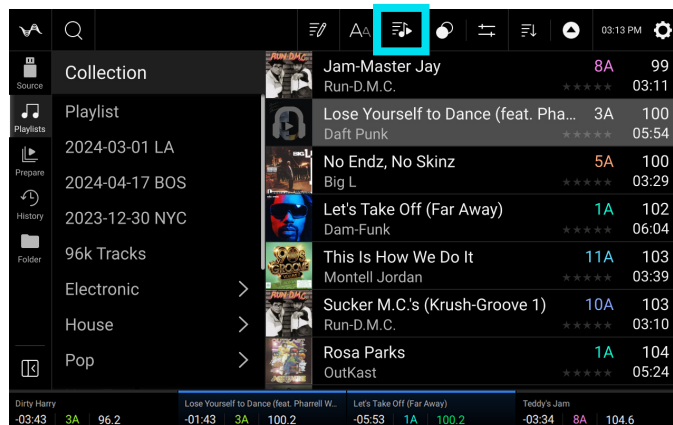 AA
03:13 PM
Source
Playlists
Prepare
History
Folder
Collection
Playlist
2024-03-01 LA
2024-04-17 BOS
2023-12-30 NYC
96k Tracks
Electronic
House
Pop
RUN-DMC
Jam-Master Jay 8A 99
Run-D.M.C. 03:11
Lose Yourself to Dance (feat. Pha... 3A 100
Daft Punk 05:54
No Endz, No Skinz 5A 100
Big L 03:29
Let's Take Off (Far Away) 1A 102
Dam-Funk 06:04
This Is How We Do It 11A 103
Montell Jordan 03:39
RUN-DMC
Sucker M.C.'s (Krush-Groove 1) 10A 103
Run-D.M.C. 03:10
Rosa Parks 1A 104
OutKast 05:24
Dirty Harry
-03:43 3A 96.2
Lose Yourself to Dance (feat. Pharrell W...
-01:43 3A 100.2
Let's Take Off (Far Away)
-05:53 1A 100.2
Teddy's Jam
-03:34 8A 104.6